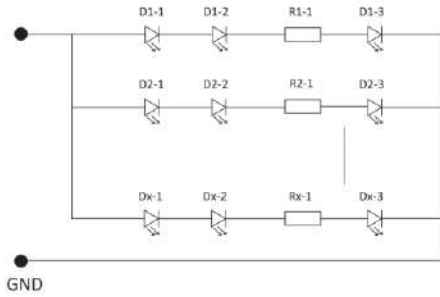 D1-1 D1-2 R1-1 D1-3
D2-1 D2-2 R2-1 D2-3
Dx-1 Dx-2 Rx-1 Dx-3
GND